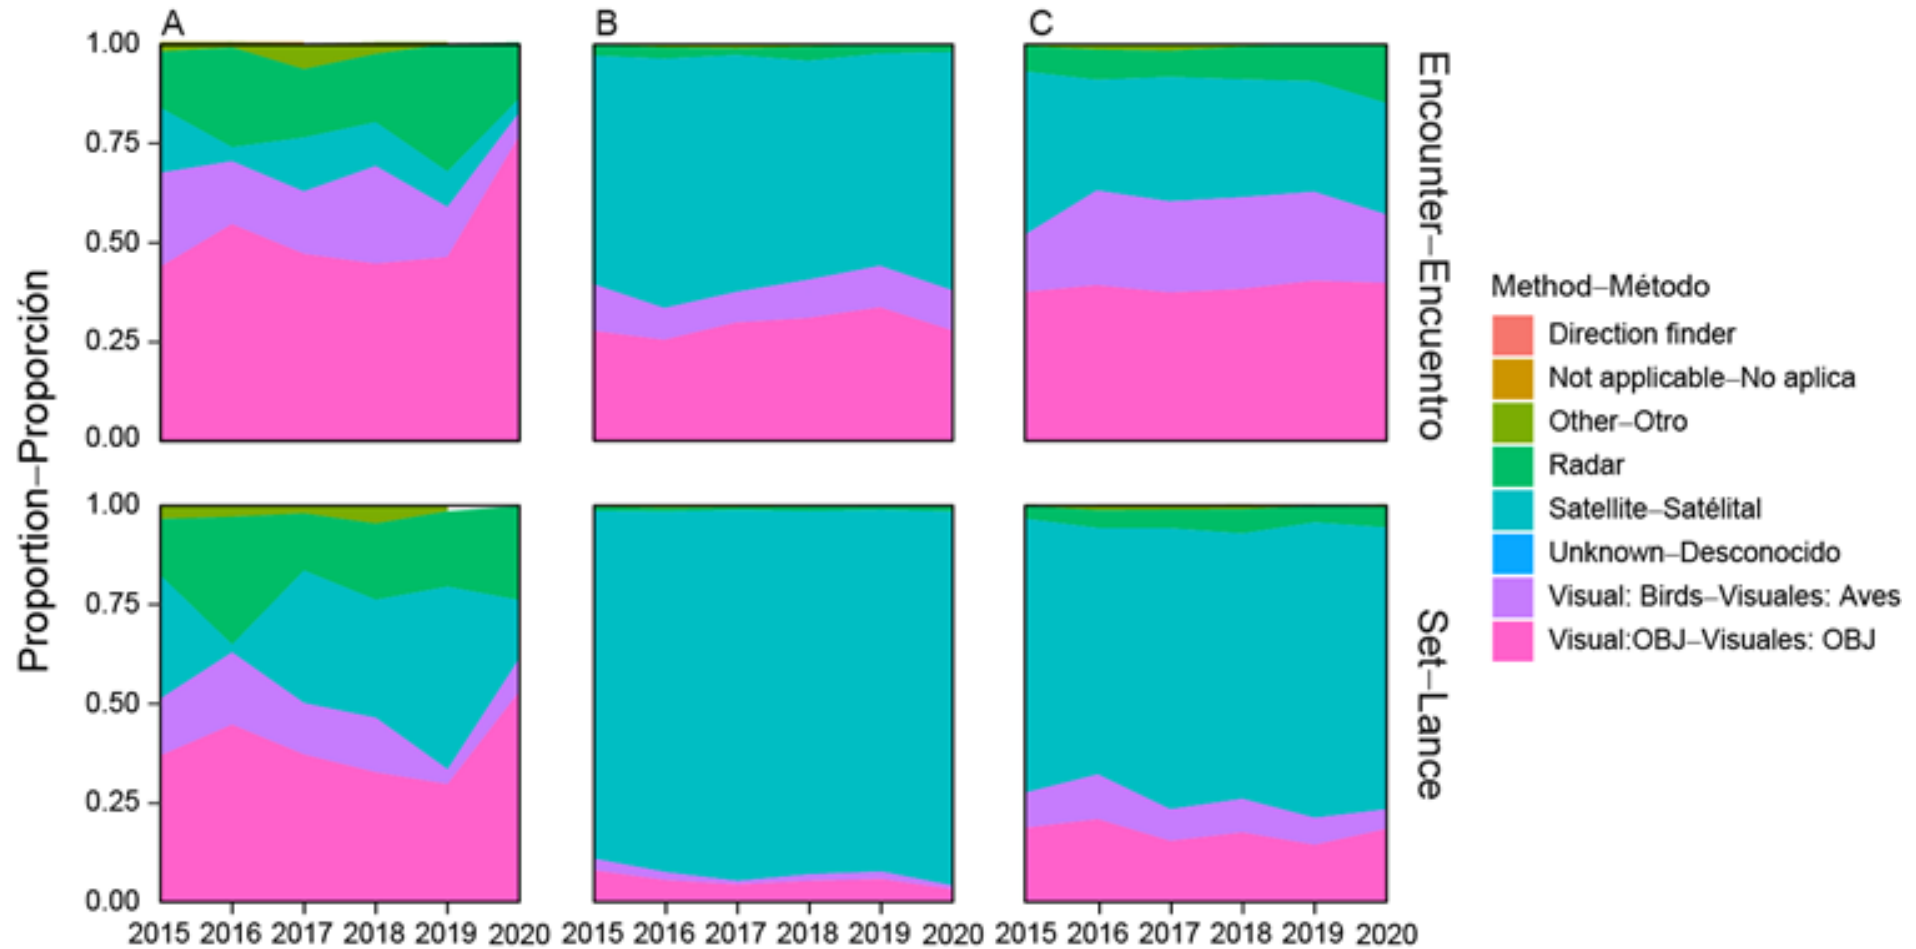 A B C
1.00
0.75
0.50
0.25
0.00
Encounter–Encuentro
1.00
0.75
0.50
0.25
0.00
Set–Lance
Proportion–Proporción
2015 2016 2017 2018 2019 2020 2015 2016 2017 2018 2019 2020 2015 2016 2017 2018 2019 2020
Method–Método
Direction finder
Not applicable–No aplica
Other–Otro
Radar
Satellite–Satélital
Unknown–Desconocido
Visual: Birds–Visuales: Aves
Visual:OBJ–Visuales: OBJ